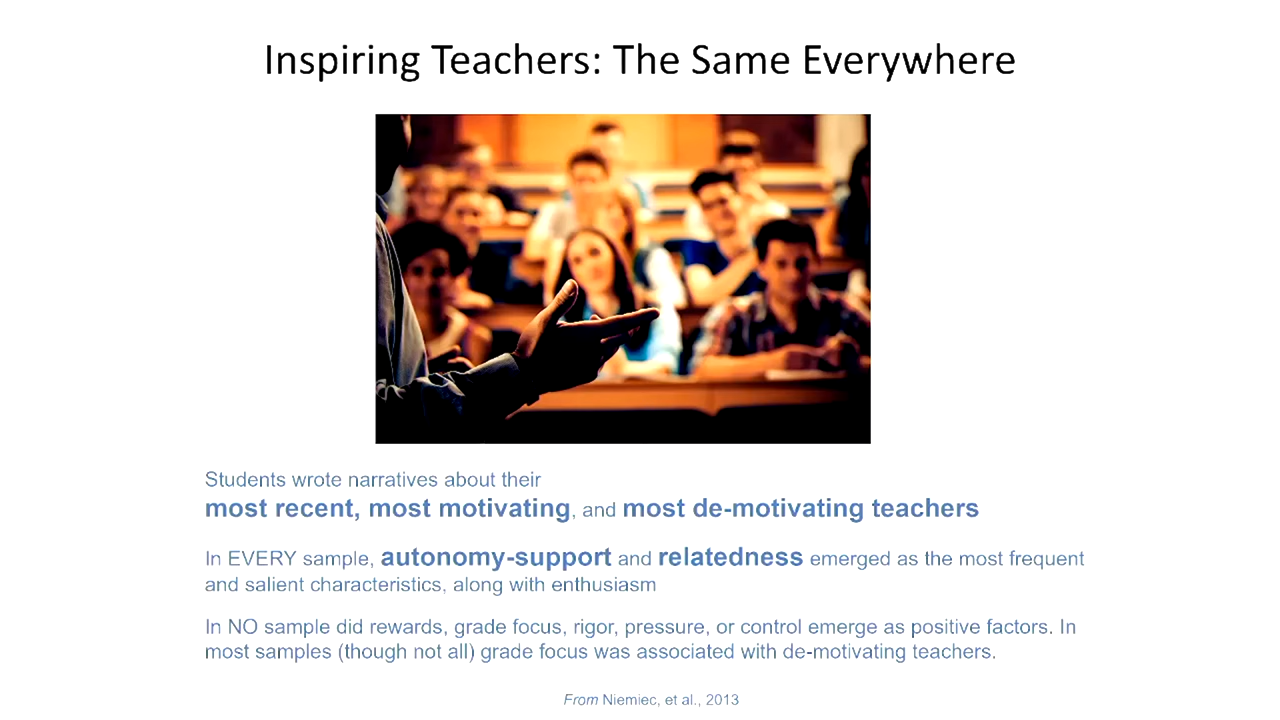 Inspiring Teachers: The Same Everywhere
Students wrote narratives about their
most recent, most motivating, and most de-motivating teachers
In EVERY sample, autonomy-support and relatedness emerged as the most frequent
and salient characteristics, along with enthusiasm
In NO sample did rewards, grade focus, rigor, pressure, or control emerge as positive factors. In
most samples (though not all) grade focus was associated with de-motivating teachers.
From Niemiec, et al., 2013